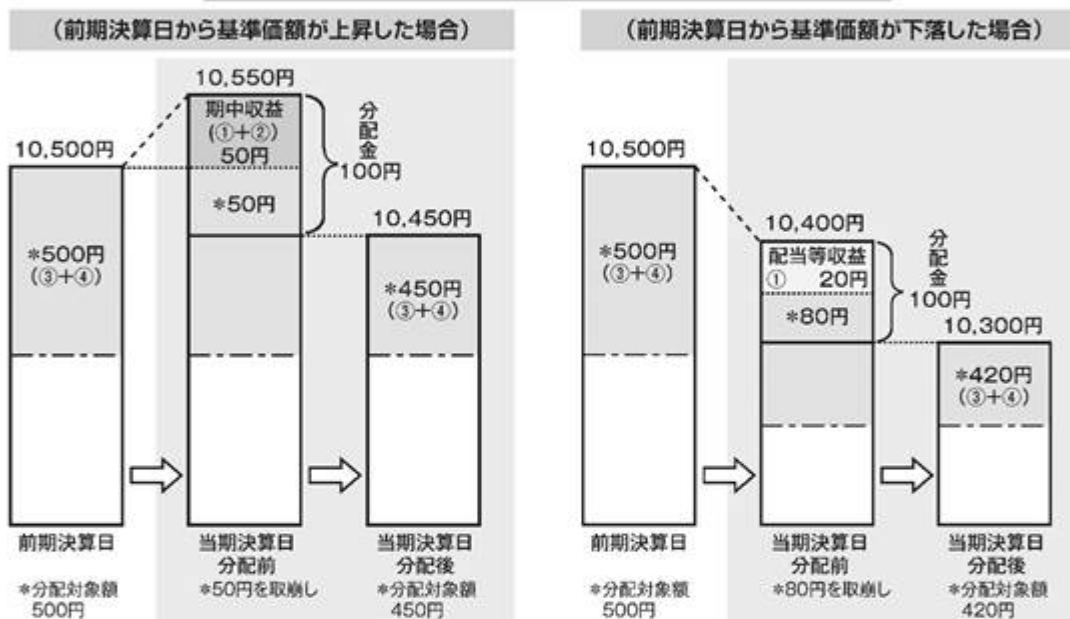 (前期決算日から基準価額が上昇した場合)
10,550円
期中収益
(①+②)
50円
*50円
分配金
100円
10,500円
*500円
(③+④)
10,450円
*450円
(③+④)
前期決算日
*分配対象額
500円
当期決算日
分配前
*50円を取崩し
当期決算日
分配後
*分配対象額
450円
(前期決算日から基準価額が下落した場合)
10,500円
*500円
(③+④)
10,400円
配当等収益
① 20円
*80円
分配金
100円
10,300円
*420円
(③+④)
前期決算日
*分配対象額
500円
当期決算日
分配前
*80円を取崩し
当期決算日
分配後
*分配対象額
420円